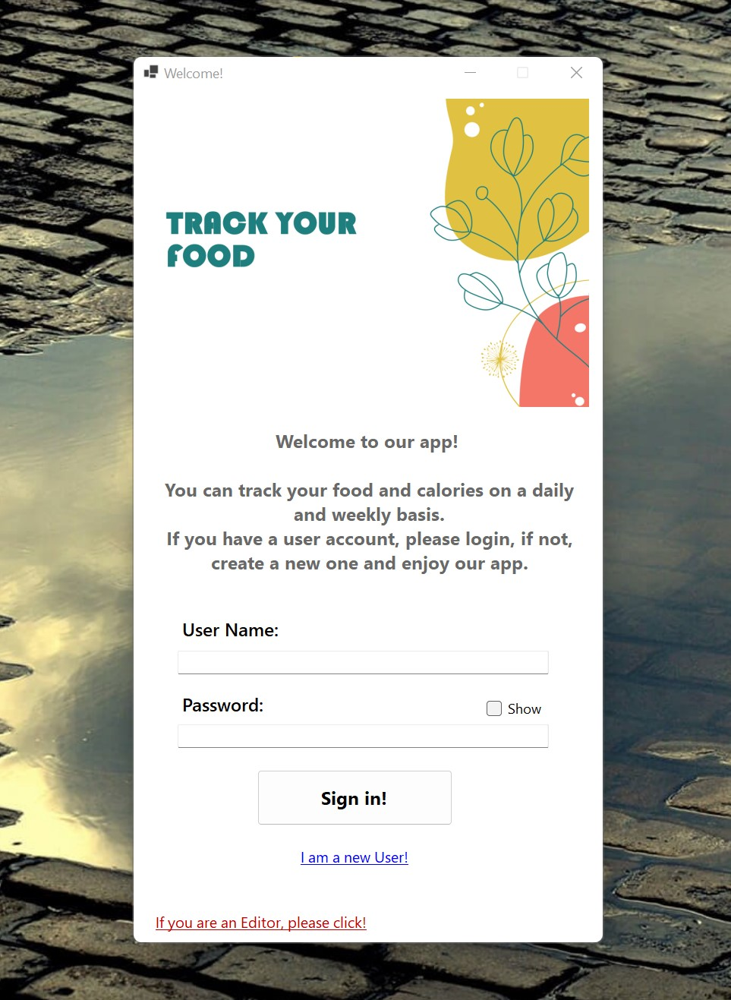 Welcome!
TRACK YOUR
FOOD
Welcome to our app!
You can track your food and calories on a daily
and weekly basis.
If you have a user account, please login, if not,
create a new one and enjoy our app.
User Name:
Password:
Show
Sign in!
I am a new User!
If you are an Editor, please click!